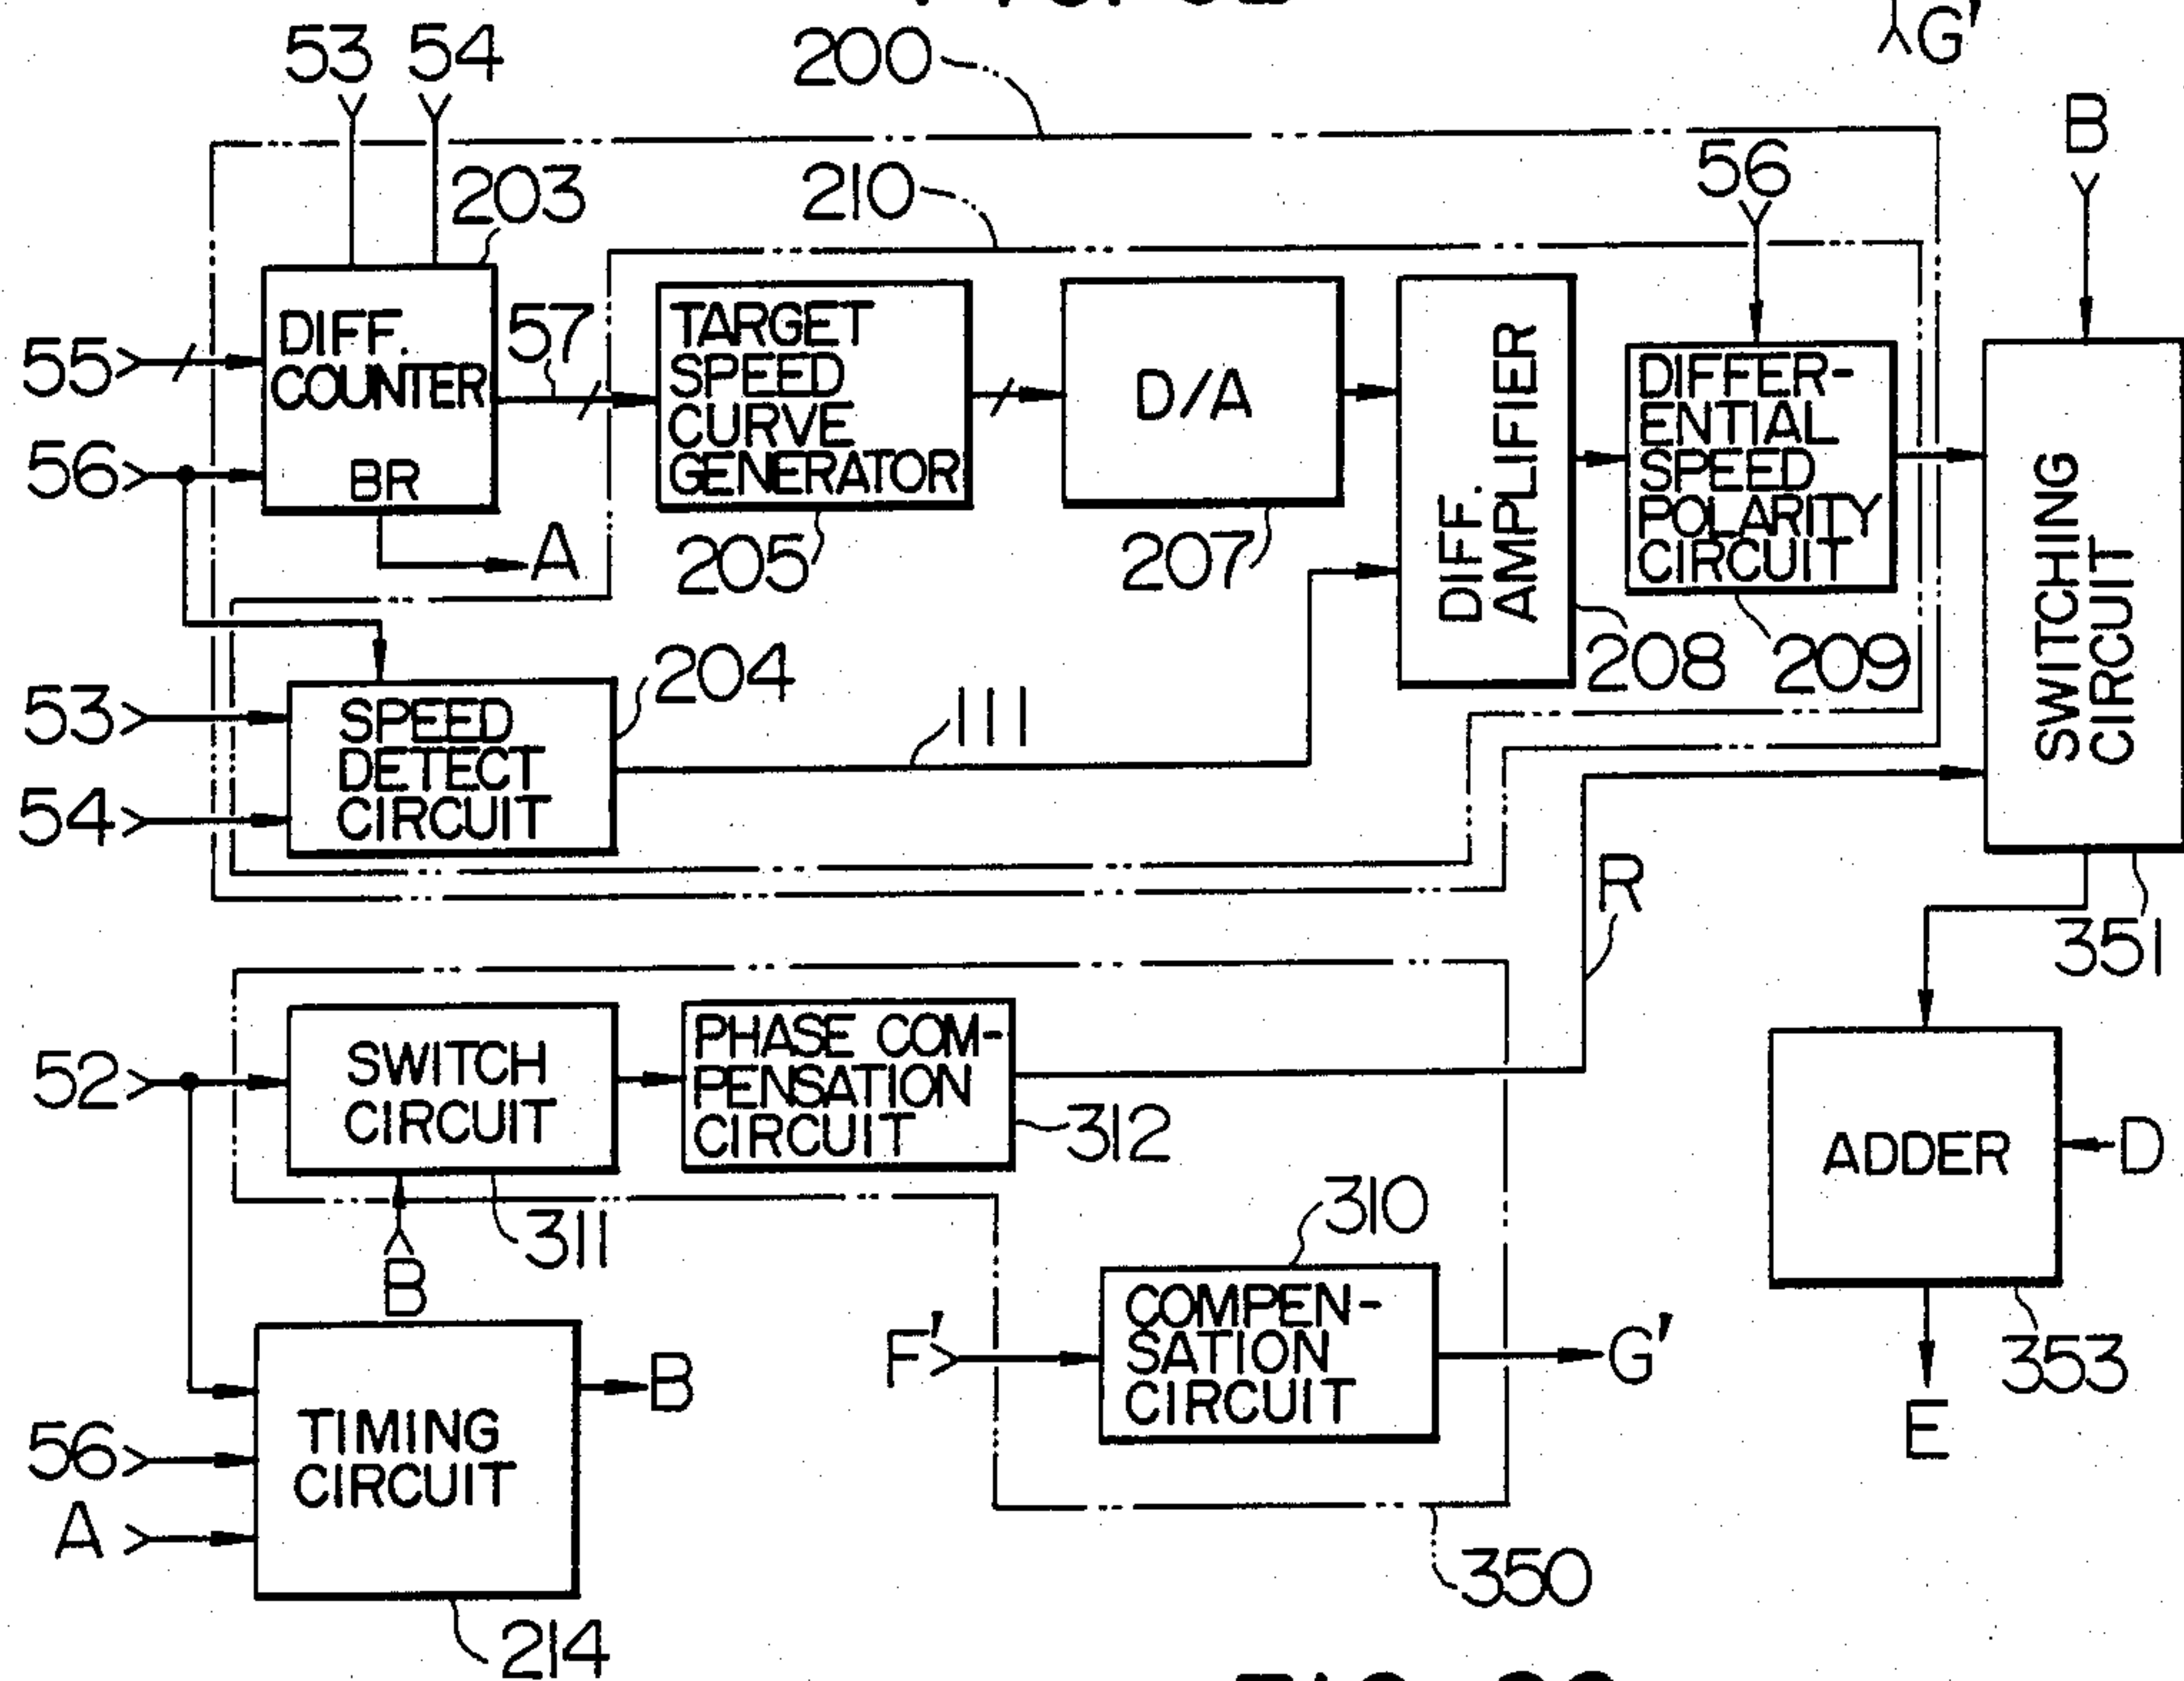 G'
53 54
200
B
203
210
56
55
DIFF.
COUNTER
BR
57
TARGET
SPEED
CURVE
GENERATOR
D/A
DIFF.
AMPLIFIER
DIFFER-
ENTIAL
SPEED
POLARITY
CIRCUIT
SWITCHING
CIRCUIT
56
A
205
207
208
209
204
53
SPEED
DETECT
CIRCUIT
111
54
R
351
52
SWITCH
CIRCUIT
PHASE COM-
PENSATION
CIRCUIT
312
ADDER
D
311
B
310
COMPEN-
SATION
CIRCUIT
F'
G'
353
E
B
TIMING
CIRCUIT
56
A
350
214